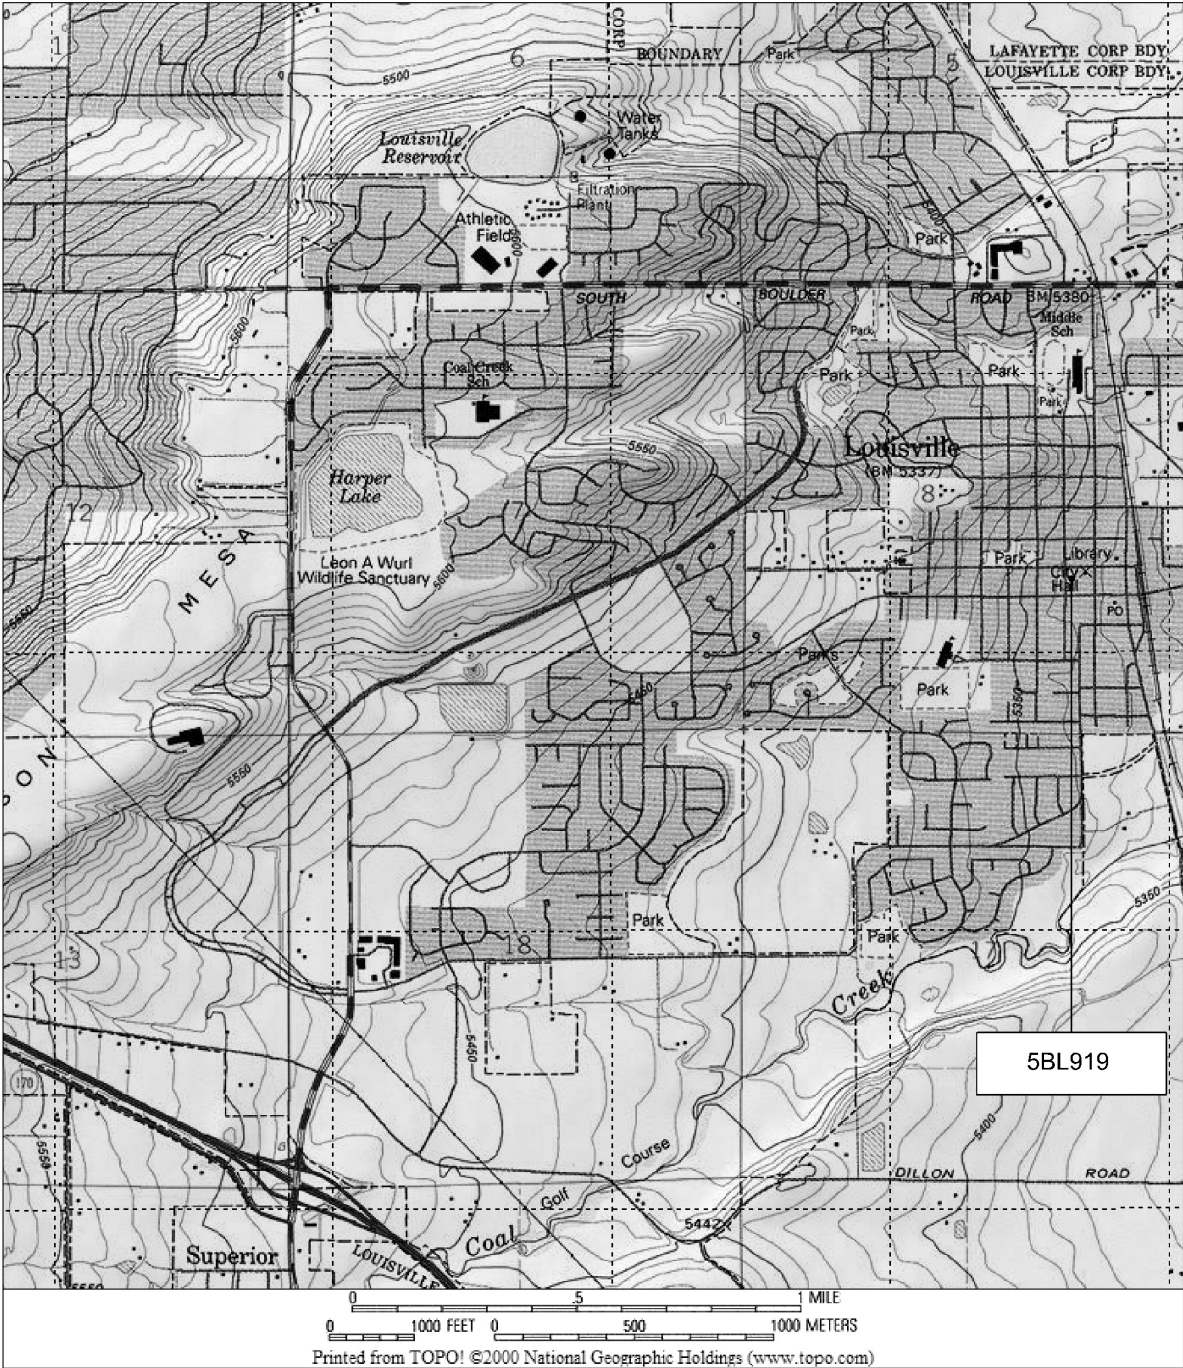 1
CORP
BOUNDARY
Park
5
LAFAYETTE CORP BDY
LOUISVILLE CORP BDY
6
5500
Water
Tanks
Louisville
Reservoir
Filtration
Plant
Athletic
Field
5600
5400
Park
SOUTH
BOULDER
ROAD
BM 5380
Middle
Sch
5600
Park
Coal Creek
Sch
Park
Park
Park
Louisville
(BM 5337)
5550
Harper
Lake
8
12
MESA
Leon A Wurl
Wildlife Sanctuary
5600
Park
Library
City
Hall
PO
5550
Parks
Park
5450
5350
ON
5550
Park
Park
5350
18
13
Creek
5450
5BL919
170
5550
5400
Course
Golf
DILLON
ROAD
5442
Coal
Superior
LOUISVILLE
5550
0 .5 1 MILE
0 1000 FEET 0 500 1000 METERS
Printed from TOPO! ©2000 National Geographic Holdings (www.topo.com)